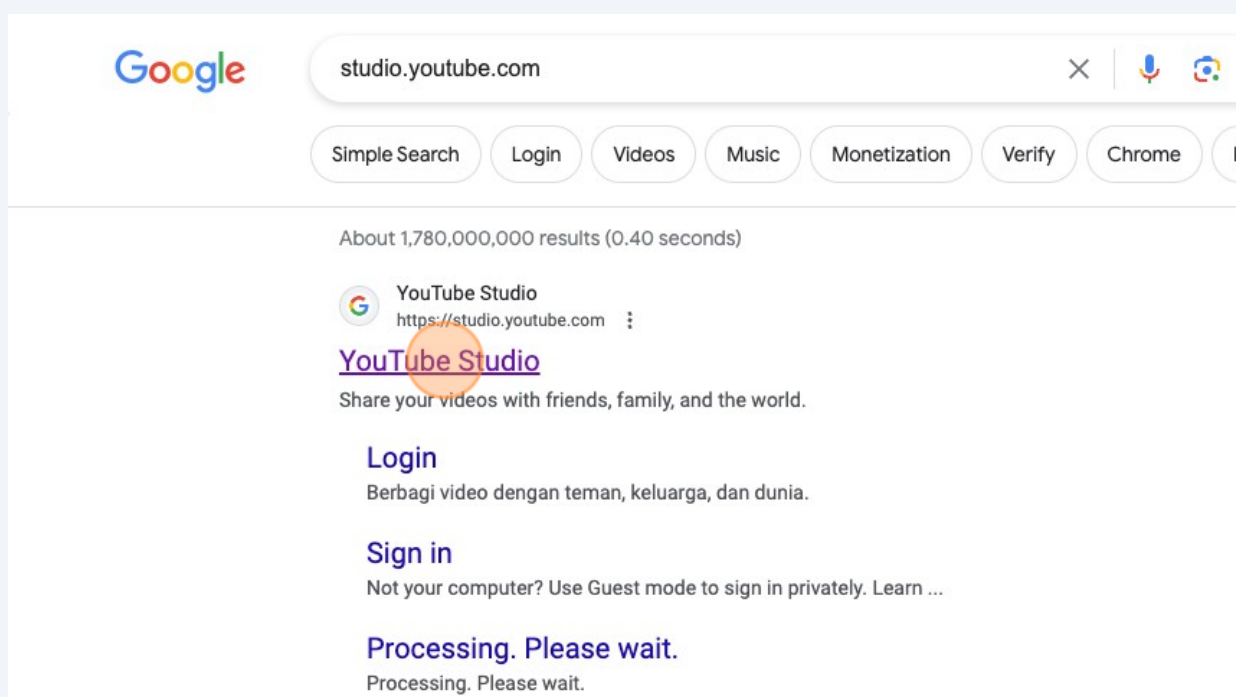 Google
studio.youtube.com
Simple Search Login Videos Music Monetization Verify Chrome
About 1,780,000,000 results (0.40 seconds)
YouTube Studio
https://studio.youtube.com
YouTube Studio
Share your videos with friends, family, and the world.
Login
Berbagi video dengan teman, keluarga, dan dunia.
Sign in
Not your computer? Use Guest mode to sign in privately. Learn ...
Processing. Please wait.
Processing. Please wait.